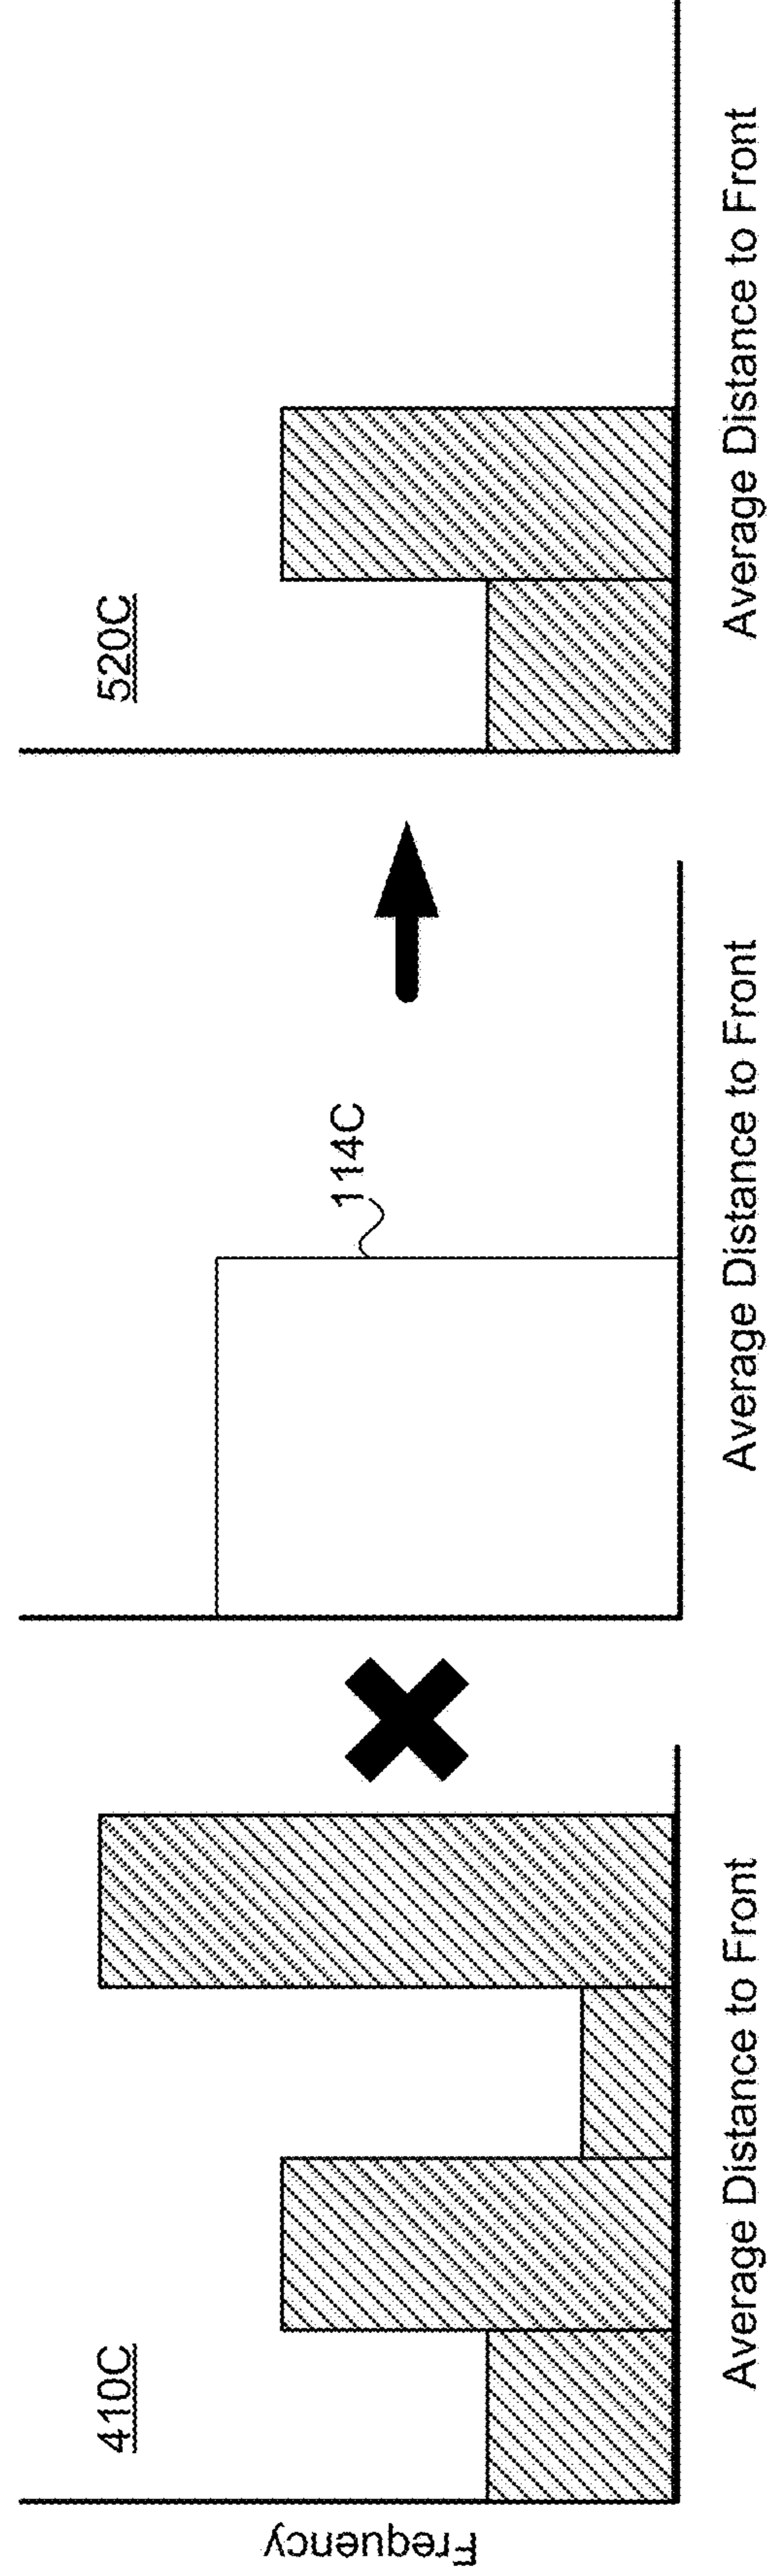 410C
Frequency
Average Distance to Front
114C
Average Distance to Front
520C
Average Distance to Front